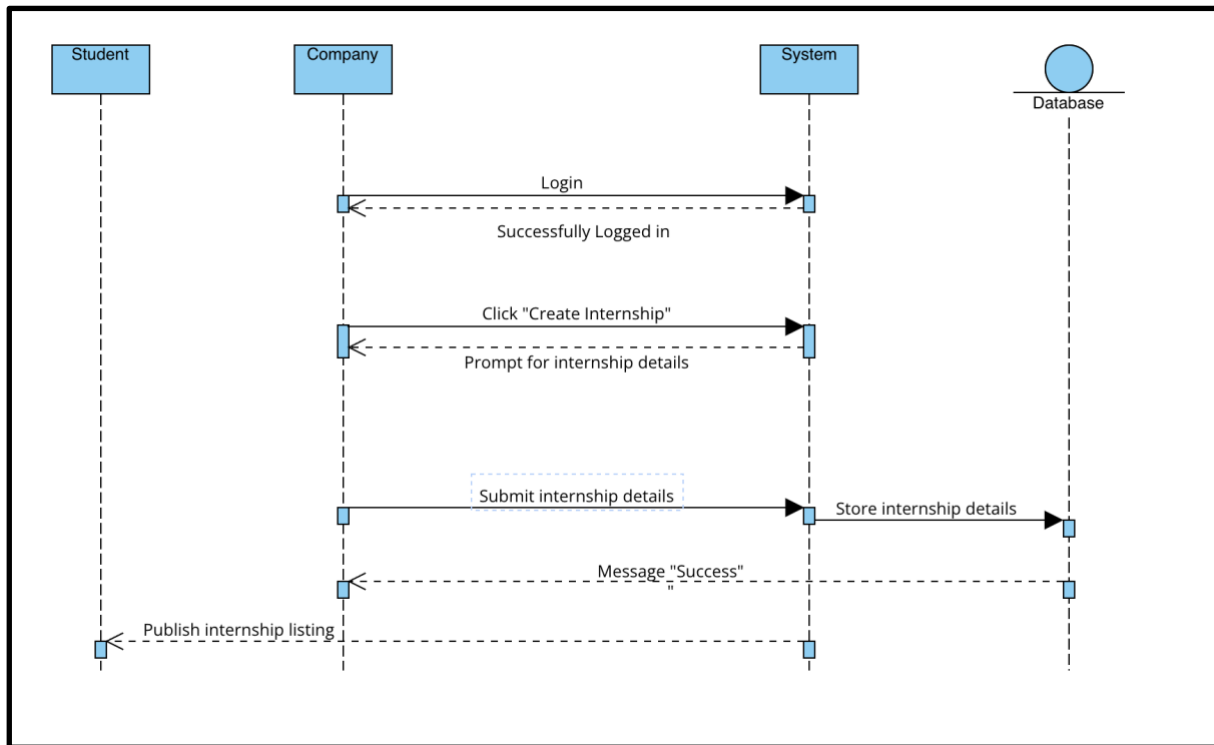 Student
Company
System
Database
Login
Successfully Logged in
Click "Create Internship"
Prompt for internship details
Submit internship details
Store internship details
Message "Success"
"
Publish internship listing